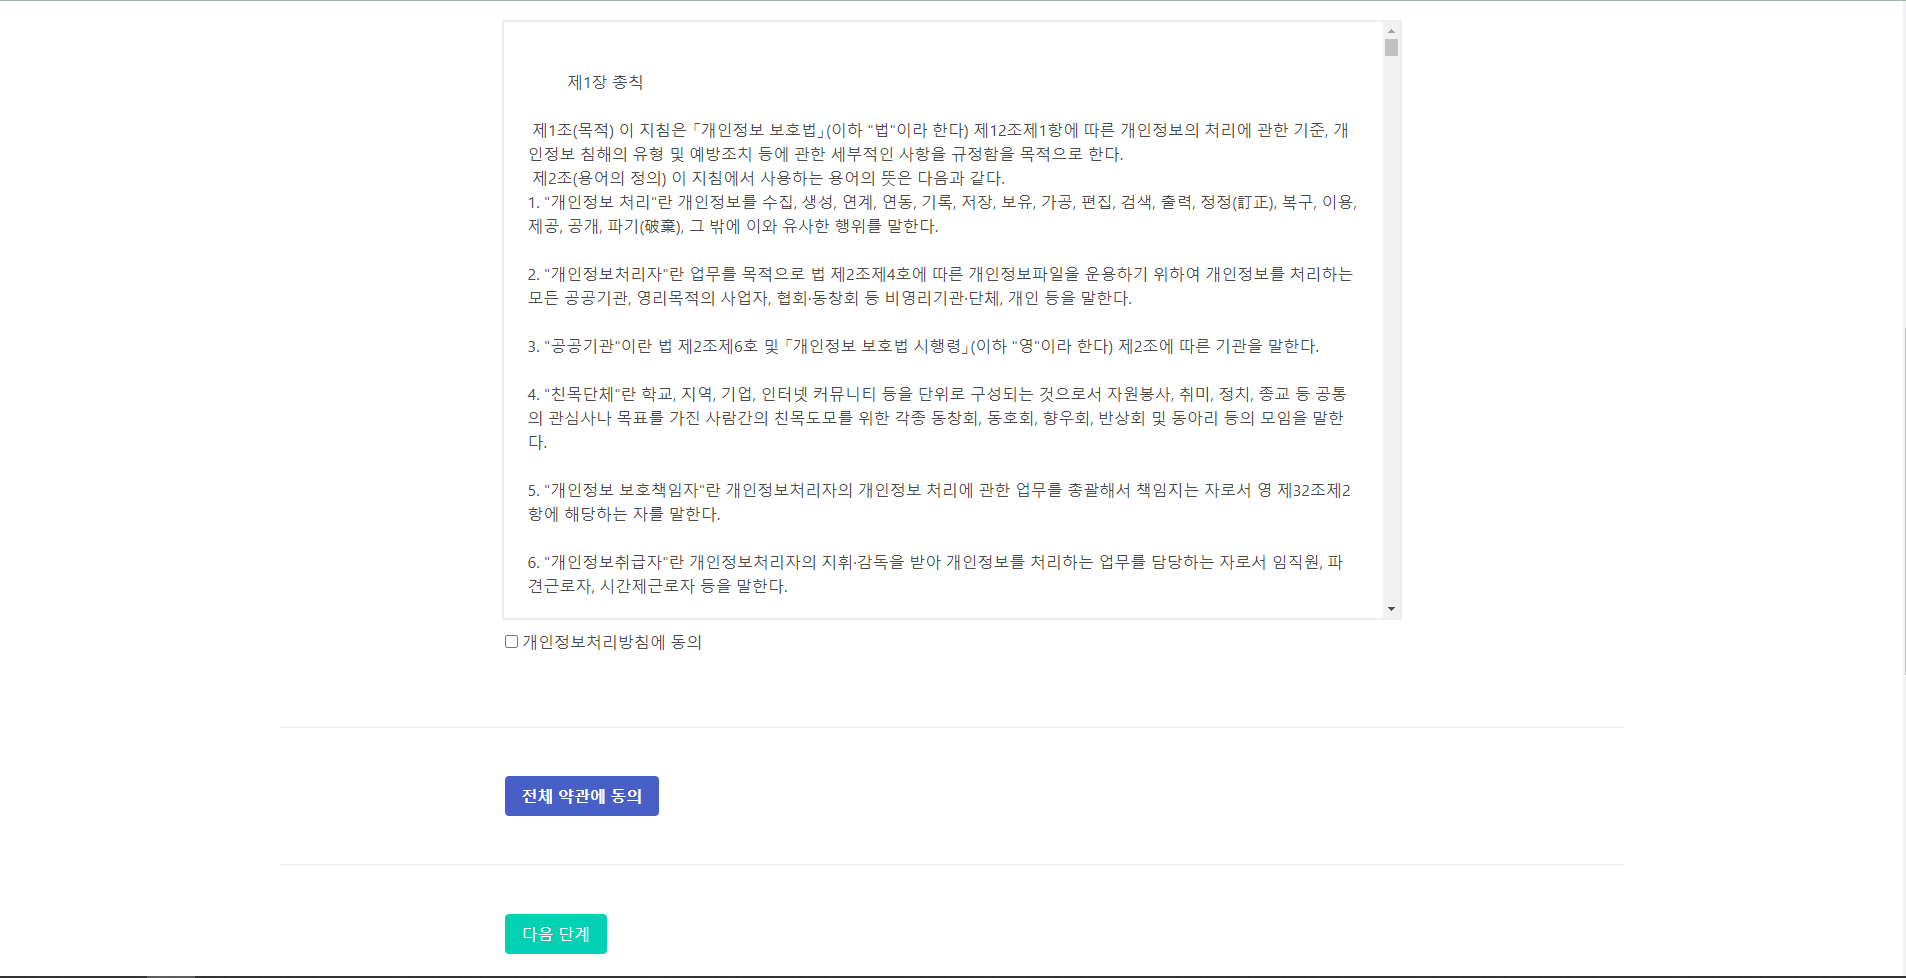 제1장 총칙
제1조(목적) 이 지침은 「개인정보 보호법」(이하 "법"이라 한다) 제12조제1항에 따른 개인정보의 처리에 관한 기준, 개
인정보 침해의 유형 및 예방조치 등에 관한 세부적인 사항을 규정함을 목적으로 한다.
제2조(용어의 정의) 이 지침에서 사용하는 용어의 뜻은 다음과 같다.
1. "개인정보 처리"란 개인정보를 수집, 생성, 연계, 연동, 기록, 저장, 보유, 가공, 편집, 검색, 출력, 정정(訂正), 복구, 이용,
제공, 공개, 파기(破棄), 그 밖에 이와 유사한 행위를 말한다.
2. "개인정보처리자"란 업무를 목적으로 법 제2조제4호에 따른 개인정보파일을 운용하기 위하여 개인정보를 처리하는
모든 공공기관, 영리목적의 사업자, 협회·동창회 등 비영리기관·단체, 개인 등을 말한다.
3. "공공기관"이란 법 제2조제6호 및 「개인정보 보호법 시행령」(이하 "영"이라 한다) 제2조에 따른 기관을 말한다.
4. "친목단체"란 학교, 지역, 기업, 인터넷 커뮤니티 등을 단위로 구성되는 것으로서 자원봉사, 취미, 정치, 종교 등 공통
의 관심사나 목표를 가진 사람간의 친목도모를 위한 각종 동창회, 동호회, 향우회, 반상회 및 동아리 등의 모임을 말한
다.
5. "개인정보 보호책임자"란 개인정보처리자의 개인정보 처리에 관한 업무를 총괄해서 책임지는 자로서 영 제32조제2
항에 해당하는 자를 말한다.
6. "개인정보취급자"란 개인정보처리자의 지휘·감독을 받아 개인정보를 처리하는 업무를 담당하는 자로서 임직원, 파
견근로자, 시간제근로자 등을 말한다.
개인정보처리방침에 동의
전체 약관에 동의
다음 단계